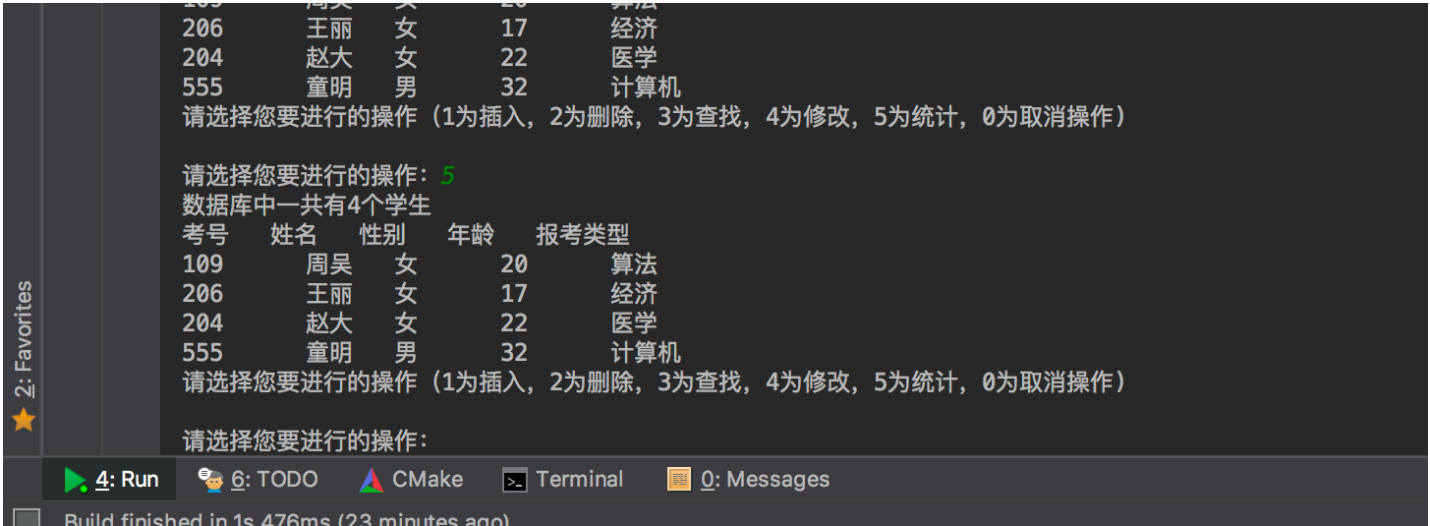 109 周吴 女 20 算法
206 王丽 女 17 经济
204 赵大 女 22 医学
555 童明 男 32 计算机
请选择您要进行的操作（1为插入，2为删除，3为查找，4为修改，5为统计，0为取消操作）
请选择您要进行的操作：5
数据库中一共有4个学生
考号 姓名 性别 年龄 报考类型
109 周吴 女 20 算法
206 王丽 女 17 经济
204 赵大 女 22 医学
555 童明 男 32 计算机
请选择您要进行的操作（1为插入，2为删除，3为查找，4为修改，5为统计，0为取消操作）
请选择您要进行的操作：
2: Favorites
4: Run 6: TODO CMake Terminal 0: Messages
Build finished in 1s 476ms (23 minutes ago)